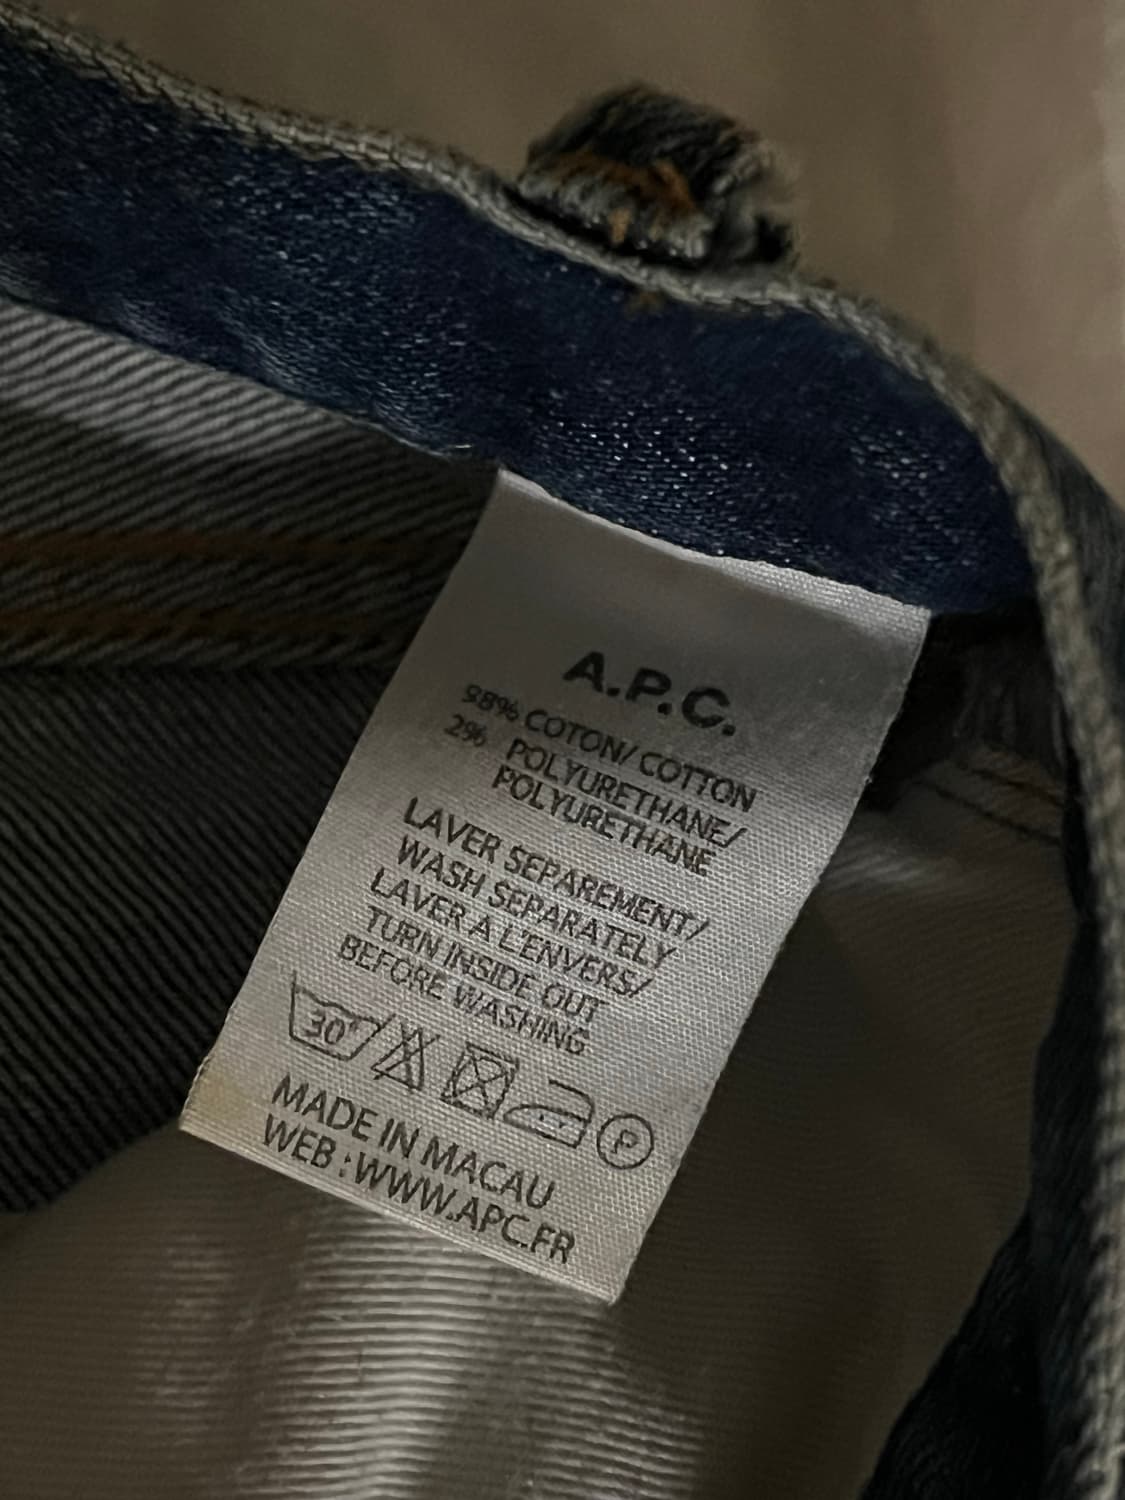 A.P.C.
98% COTON/ COTTON
2% POLYURETHANE/
POLYURETHANE
LAVER SEPAREMENT/
WASH SEPARATELY
LAVER A L'ENVERS/
TURN INSIDE OUT
BEFORE WASHING
30°
P
MADE IN MACAU
WEB : WWW.APC.FR